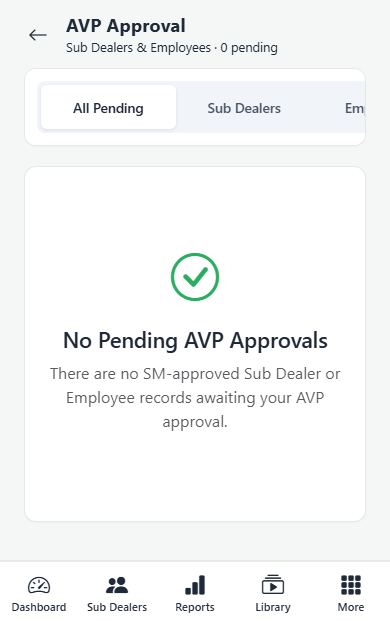 AVP Approval
Sub Dealers & Employees · 0 pending
All Pending
Sub Dealers
Em
No Pending AVP Approvals
There are no SM-approved Sub Dealer or
Employee records awaiting your AVP
approval.
Dashboard
Sub Dealers
Reports
Library
More